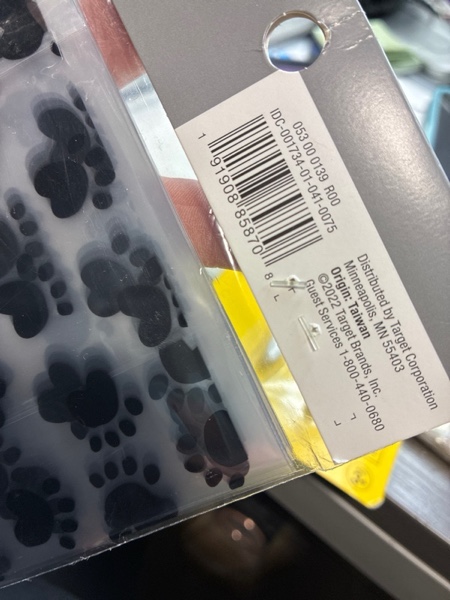 053 00 0139 R00
IDC-001734-01-041-0075
1 91908 85870 8
Distributed by Target Corporation
Minneapolis, MN 55403
Origin: Taiwan
©2022 Target Brands, Inc.
Guest Services 1-800-440-0680